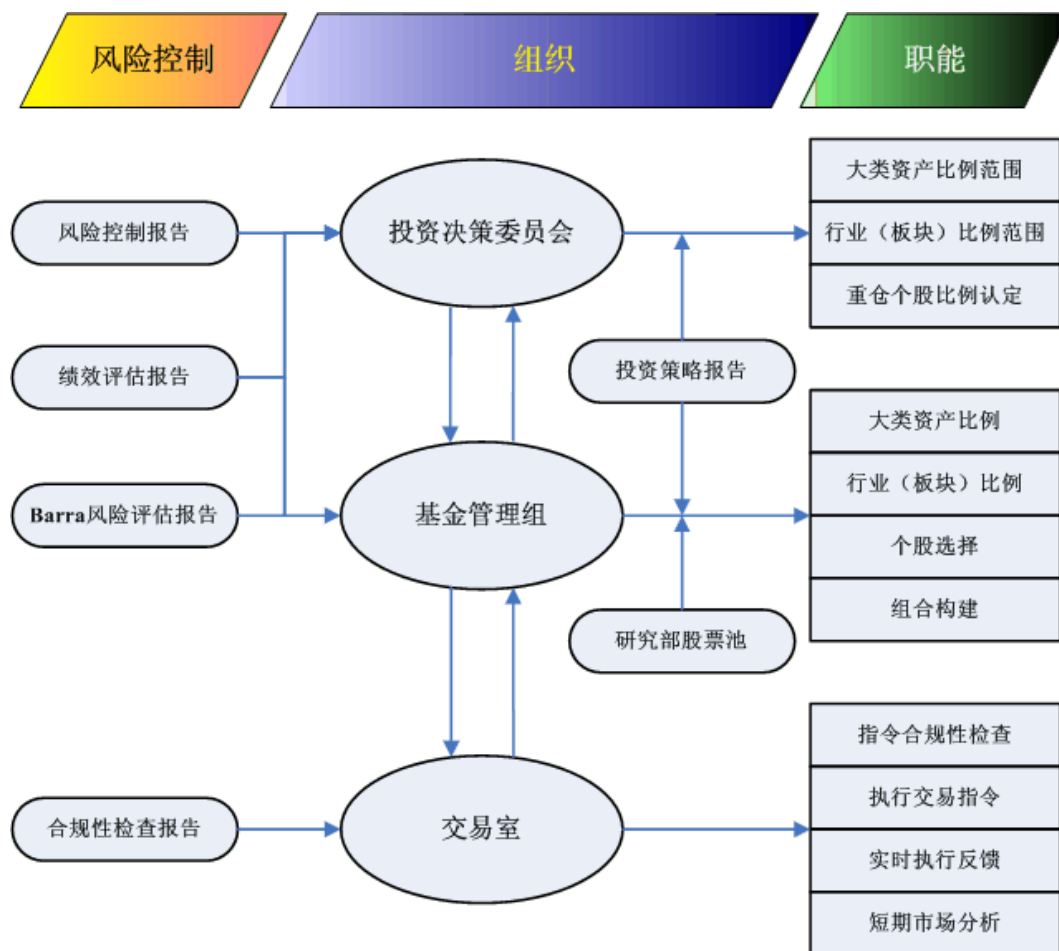 风险控制
组织
职能
风险控制报告
绩效评估报告
Barra风险评估报告
合规性检查报告
投资决策委员会
基金管理组
交易室
投资策略报告
研究部股票池
大类资产比例范围
行业（板块）比例范围
重仓个股比例认定
大类资产比例
行业（板块）比例
个股选择
组合构建
指令合规性检查
执行交易指令
实时执行反馈
短期市场分析